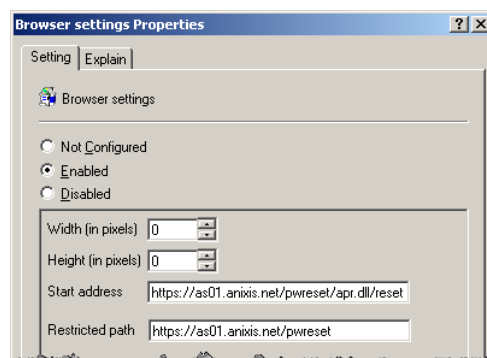 Browser settings Properties
Setting Explain
Browser settings
Not Configured
Enabled
Disabled
Width (in pixels) 0
Height (in pixels) 0
Start address https://as01.anixis.net/pwreset/apr.dll/reset
Restricted path https://as01.anixis.net/pwreset